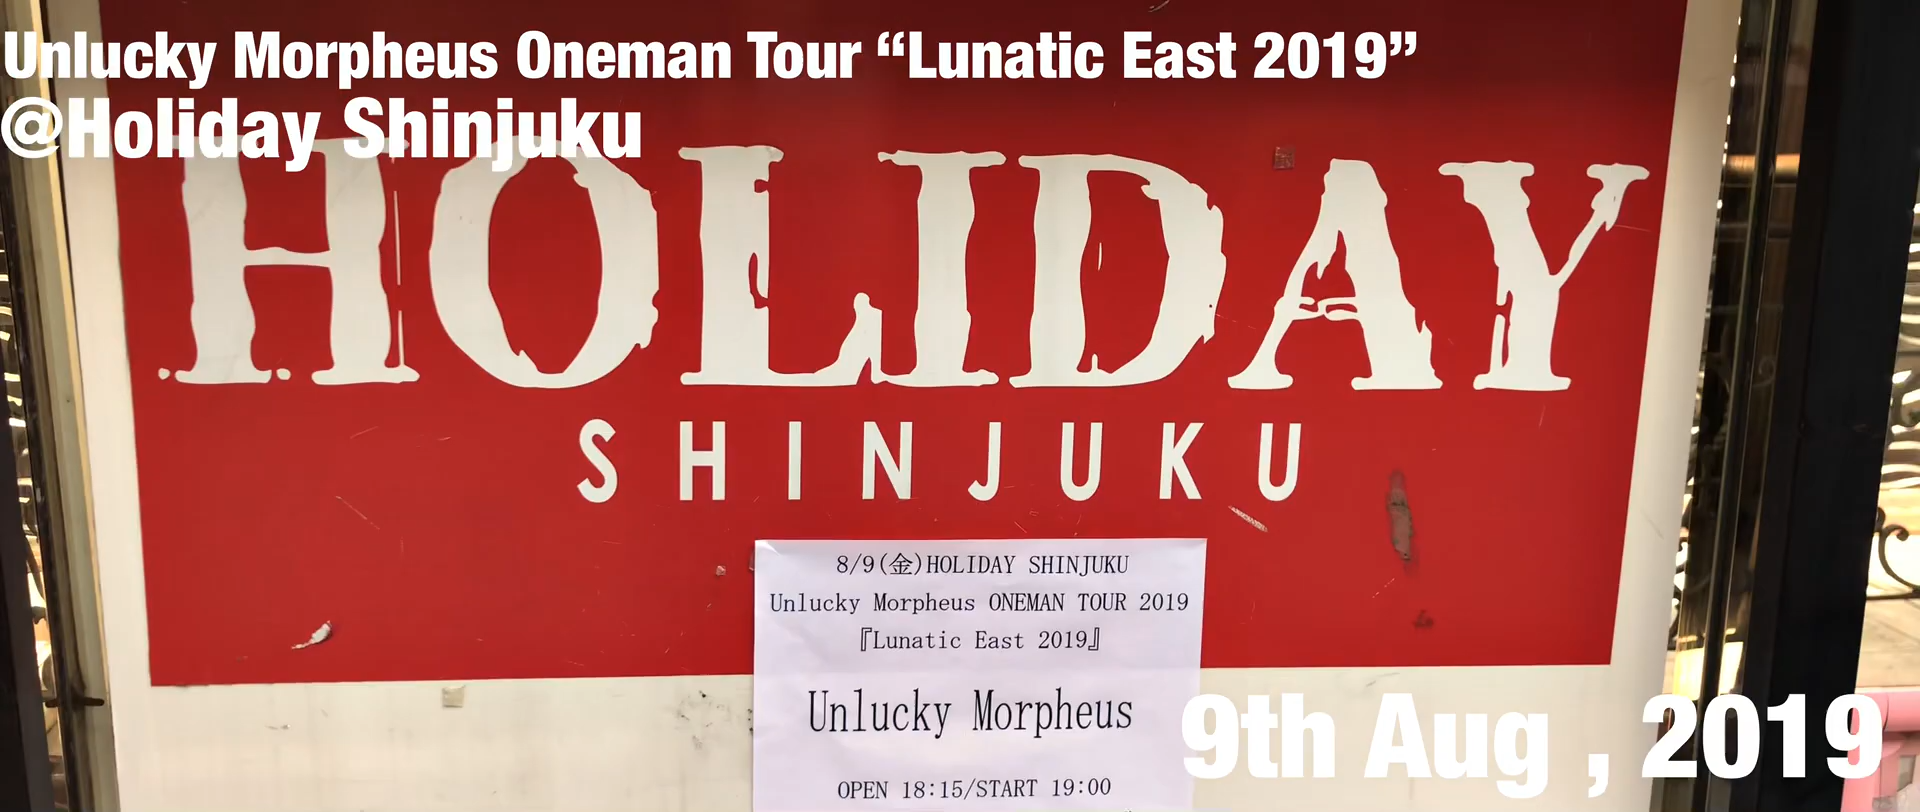 Unlucky Morpheus Oneman Tour “Lunatic East 2019”
@Holiday Shinjuku
HOLIDAY
SHINJUKU
8/9(金)HOLIDAY SHINJUKU
Unlucky Morpheus ONEMAN TOUR 2019
『Lunatic East 2019』
Unlucky Morpheus
OPEN 18:15/START 19:00
9th Aug , 2019